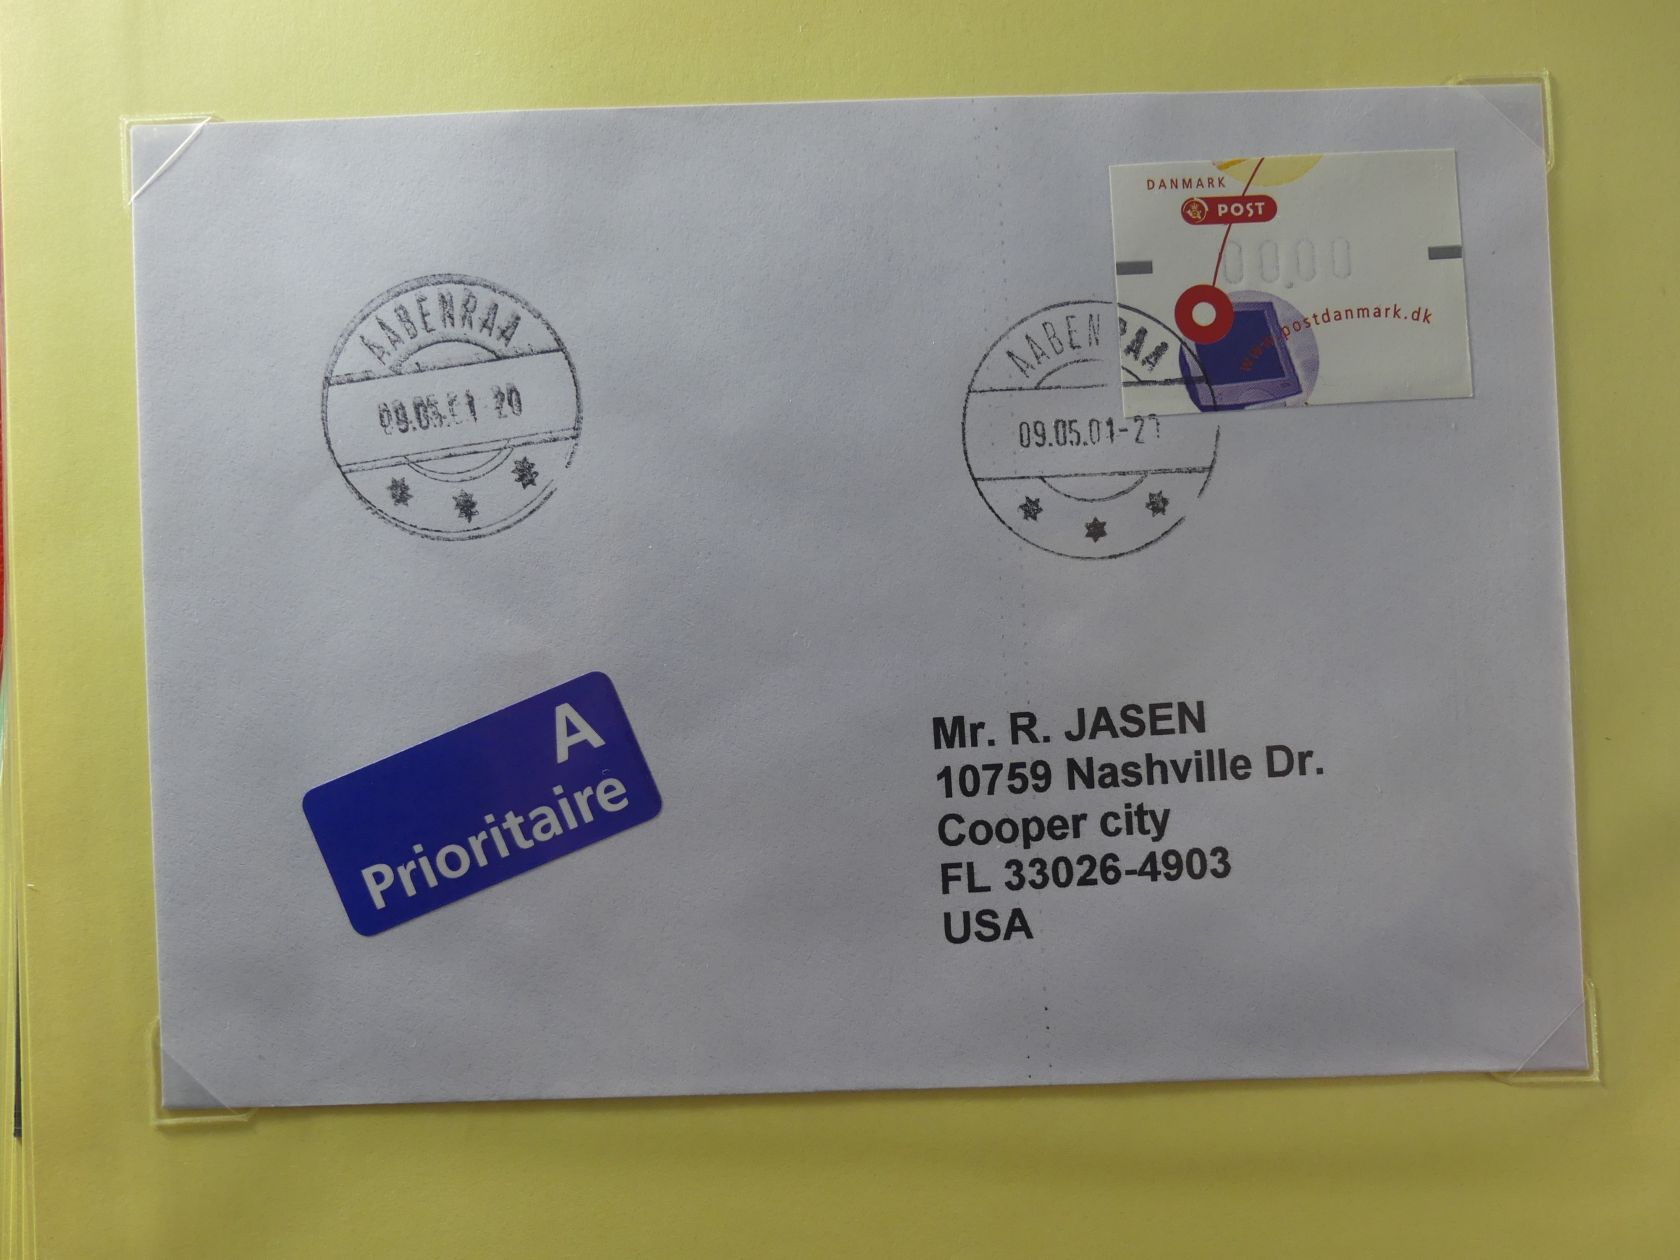 DANMARK
POST
00.00
www.postdanmark.dk
AABENRAA
09.05.01-20
AABENRAA
09.05.01-2
A
Prioritaire
Mr. R. JASEN
10759 Nashville Dr.
Cooper city
FL 33026-4903
USA